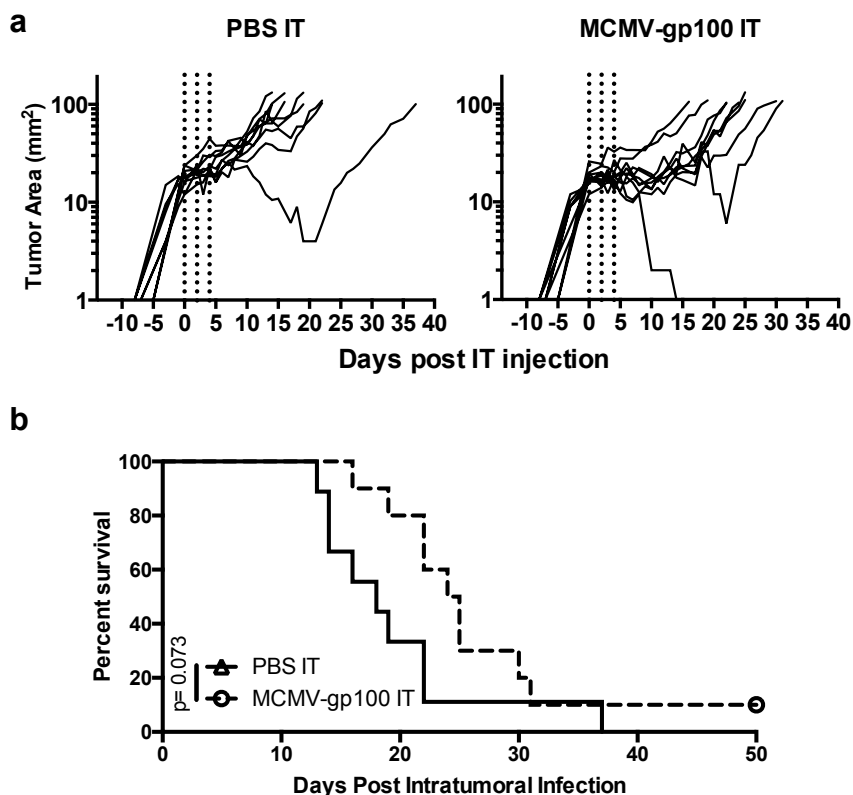 a
PBS IT
MCMV-gp100 IT
Tumor Area (mm²)
100
10
1
-10 -5 0 5 10 15 20 25 30 35 40
100
10
1
-10 -5 0 5 10 15 20 25 30 35 40
Days post IT injection
b
Percent survival
100
80
60
40
20
0
p= 0.073
PBS IT
MCMV-gp100 IT
0 10 20 30 40 50
Days Post Intratumoral Infection